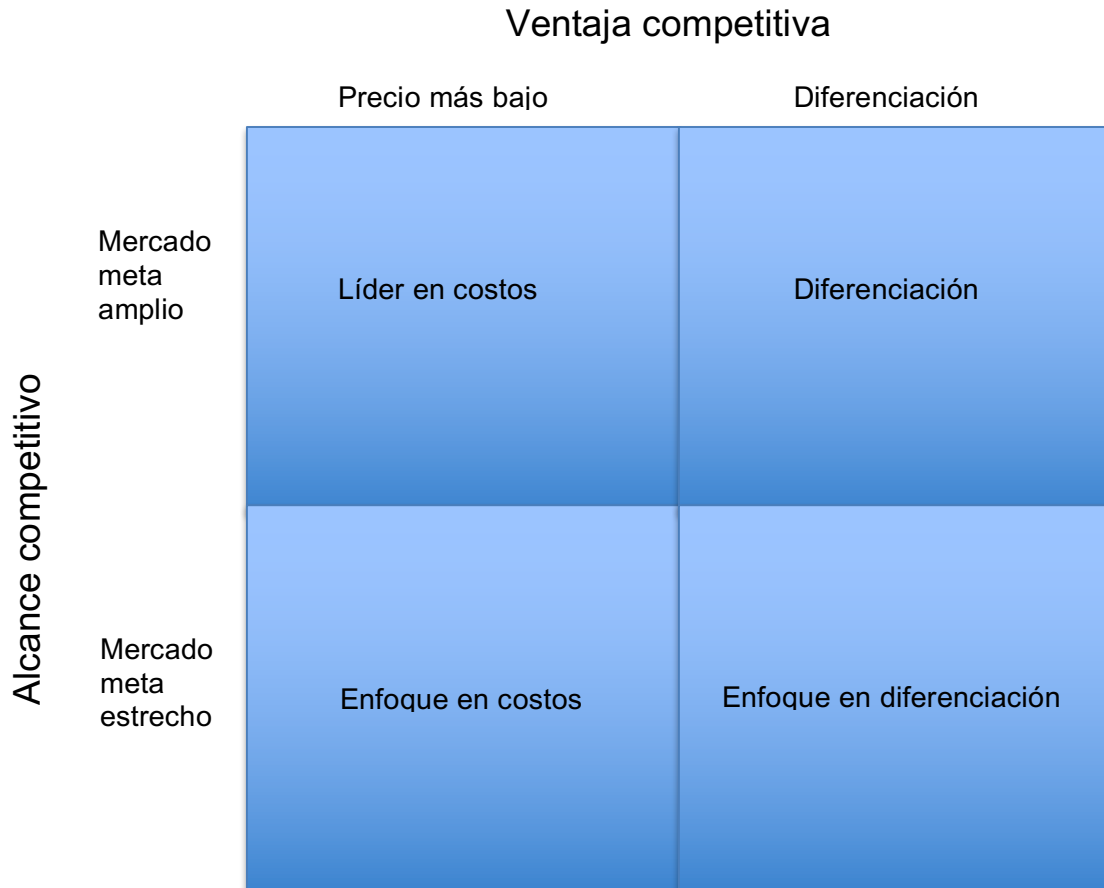 Ventaja competitiva
Precio más bajo
Diferenciación
Mercado
meta
amplio
Líder en costos
Diferenciación
Alcance competitivo
Mercado
meta
estrecho
Enfoque en costos
Enfoque en diferenciación